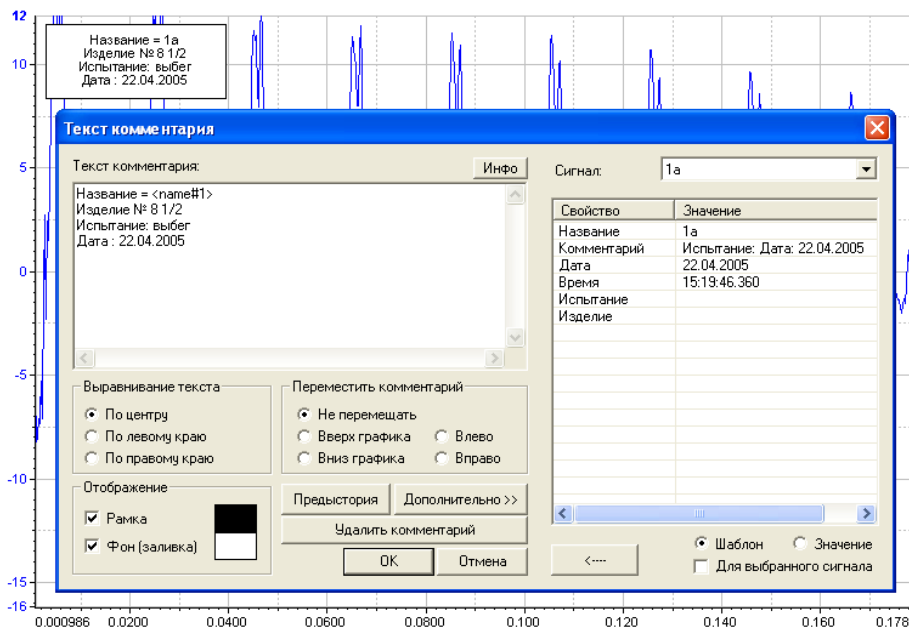 12
Название = 1а
Изделие № 8 1/2
Испытание: выбег
Дата : 22.04.2005
10
5
0
-5
-10
-15
-16
Текст комментария
Текст комментария:
Инфо
Название = <name#1>
Изделие № 8 1/2
Испытание: выбег
Дата : 22.04.2005
Сигнал:
1а
Свойство Значение
Название 1а
Комментарий Испытание: Дата: 22.04.2005
Дата 22.04.2005
Время 15:19:46.360
Испытание
Изделие
Выравнивание текста
По центру
По левому краю
По правому краю
Переместить комментарий
Не перемещать
Вверх графика Влево
Вниз графика Вправо
Отображение
Рамка
Фон (заливка)
Предыстория Дополнительно >>
Удалить комментарий
ОК Отмена
<----
Шаблон Значение
Для выбранного сигнала
0.000986 0.0200 0.0400 0.0600 0.0800 0.100 0.120 0.140 0.160 0.178